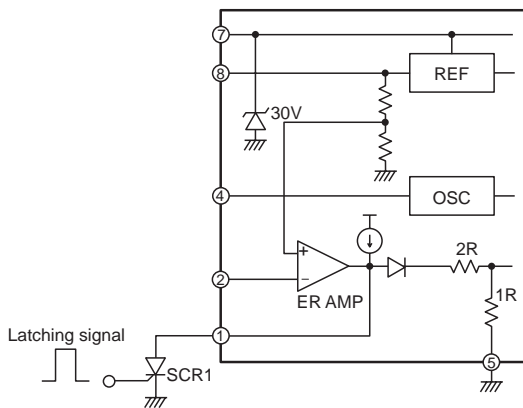 7
8
REF
30V
4
OSC
+
−
ER AMP
2R
1R
2
1
5
Latching signal
SCR1